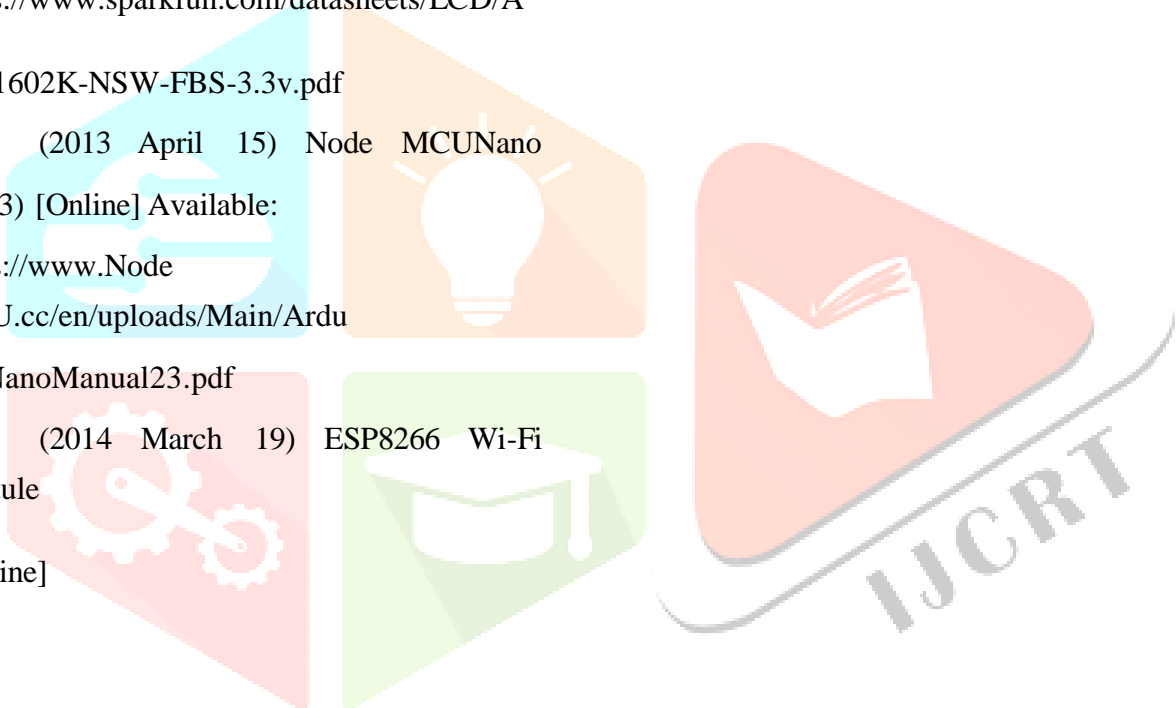 s://www.sparkfun.com/datasheets/LCD/A
1602K-NSW-FBS-3.3v.pdf
(2013 April 15) Node MCUNano
3) [Online] Available:
s://www.Node
U.cc/en/uploads/Main/Ardu
NanoManual23.pdf
(2014 March 19) ESP8266 Wi-Fi
ule
ine]
IJCRT